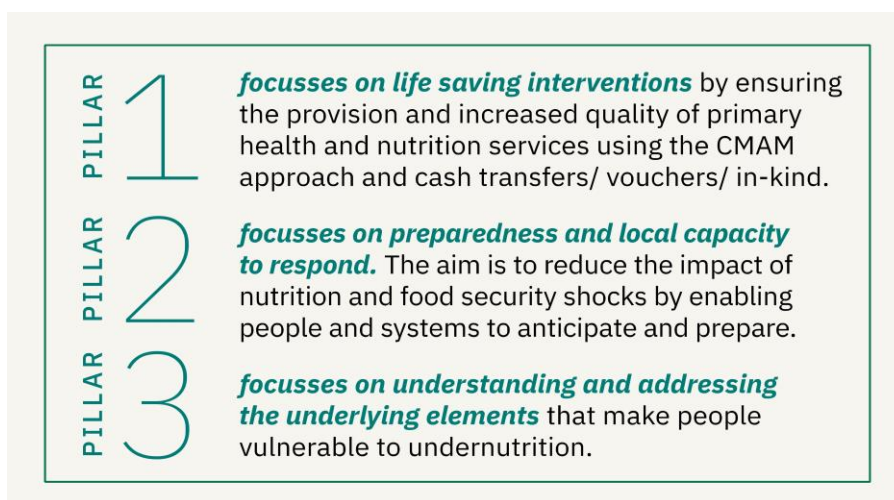 PILLAR 1
focusses on life saving interventions by ensuring
the provision and increased quality of primary
health and nutrition services using the CMAM
approach and cash transfers/ vouchers/ in-kind.
PILLAR 2
focusses on preparedness and local capacity
to respond. The aim is to reduce the impact of
nutrition and food security shocks by enabling
people and systems to anticipate and prepare.
PILLAR 3
focusses on understanding and addressing
the underlying elements that make people
vulnerable to undernutrition.